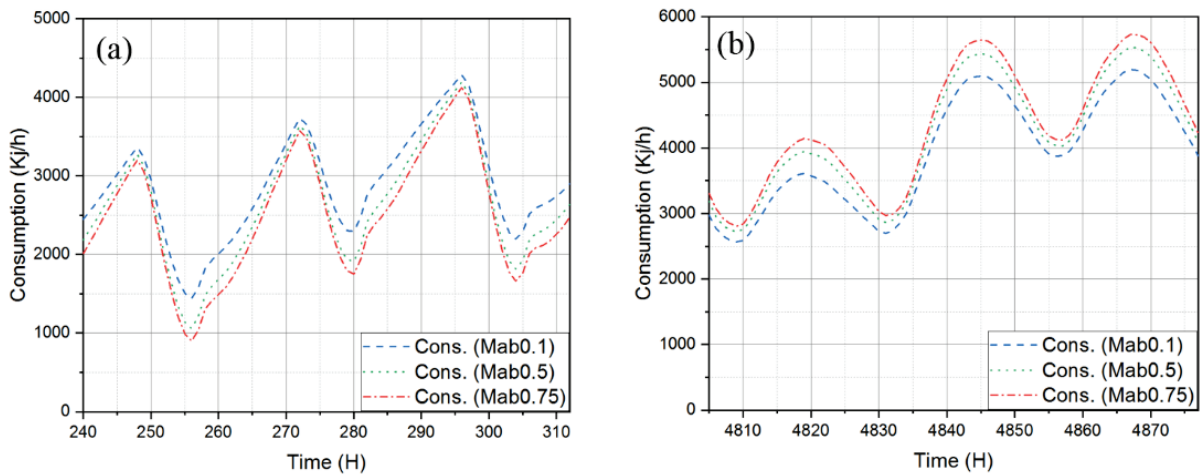 (a)
Consumption (Kj/h)
5000
4000
3000
2000
1000
0
240 250 260 270 280 290 300 310
Time (H)
Cons. (Mab0.1)
Cons. (Mab0.5)
Cons. (Mab0.75)
(b)
Consumption (Kj/h)
6000
5000
4000
3000
6000
2000
1000
0
4810 4820 4830 4840 4850 4860 4870
Time (H)
Cons. (Mab0.1)
Cons. (Mab0.5)
Cons. (Mab0.75)